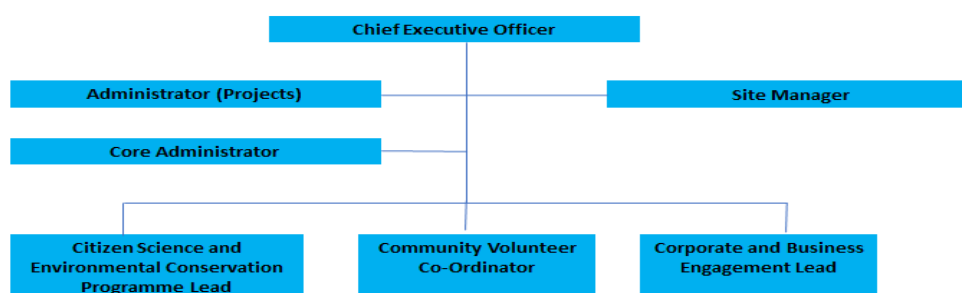 Chief Executive Officer
Administrator (Projects)
Site Manager
Core Administrator
Citizen Science and
Environmental Conservation
Programme Lead
Community Volunteer
Co-Ordinator
Corporate and Business
Engagement Lead